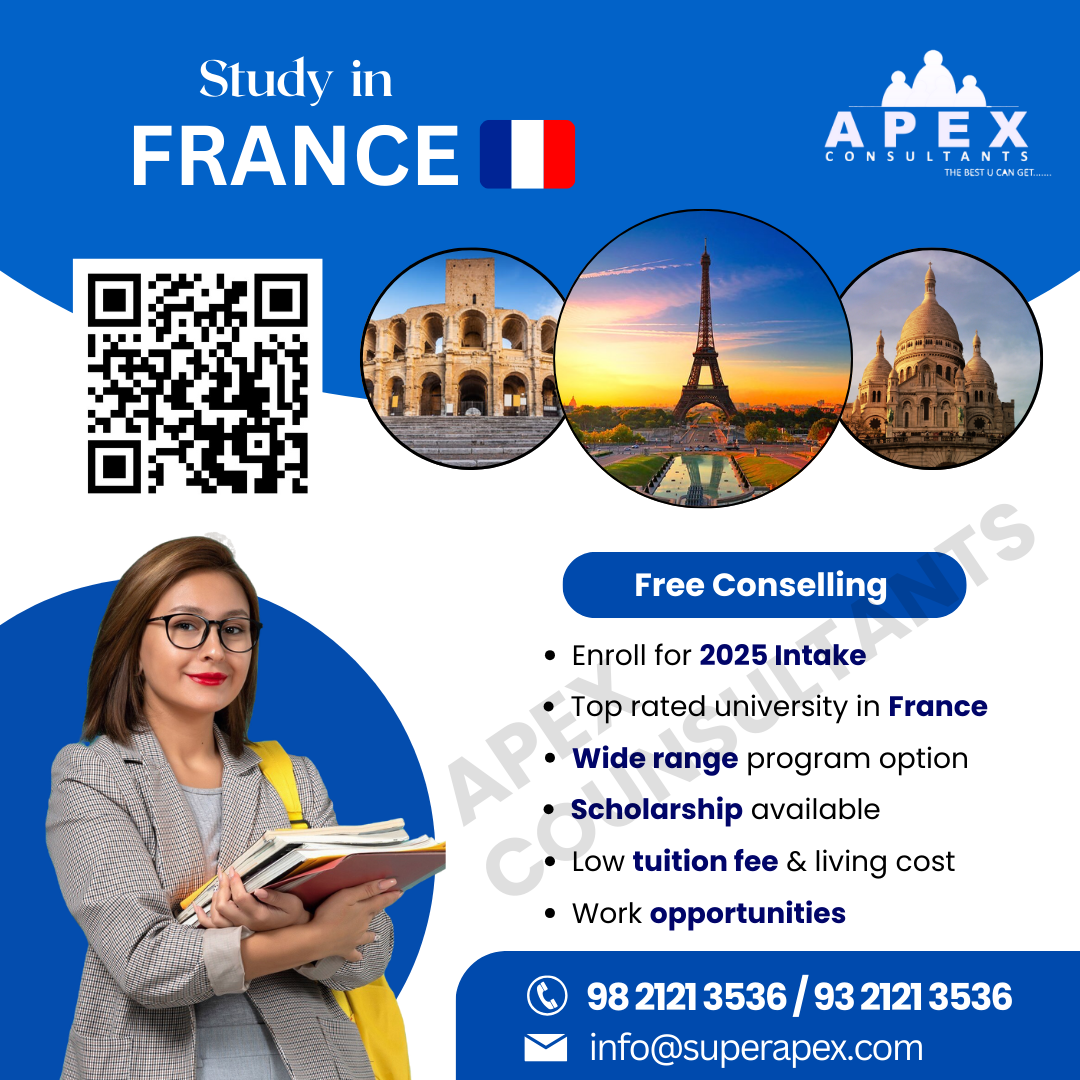 Study in
FRANCE
APEX
CONSULTANTS
THE BEST U CAN GET.......
Free Conselling
• Enroll for 2025 Intake
• Top rated university in France
• Wide range program option
• Scholarship available
• Low tuition fee & living cost
• Work opportunities
APEX
COUNSULTANTS
98 2121 3536 / 93 2121 3536
info@superapex.com